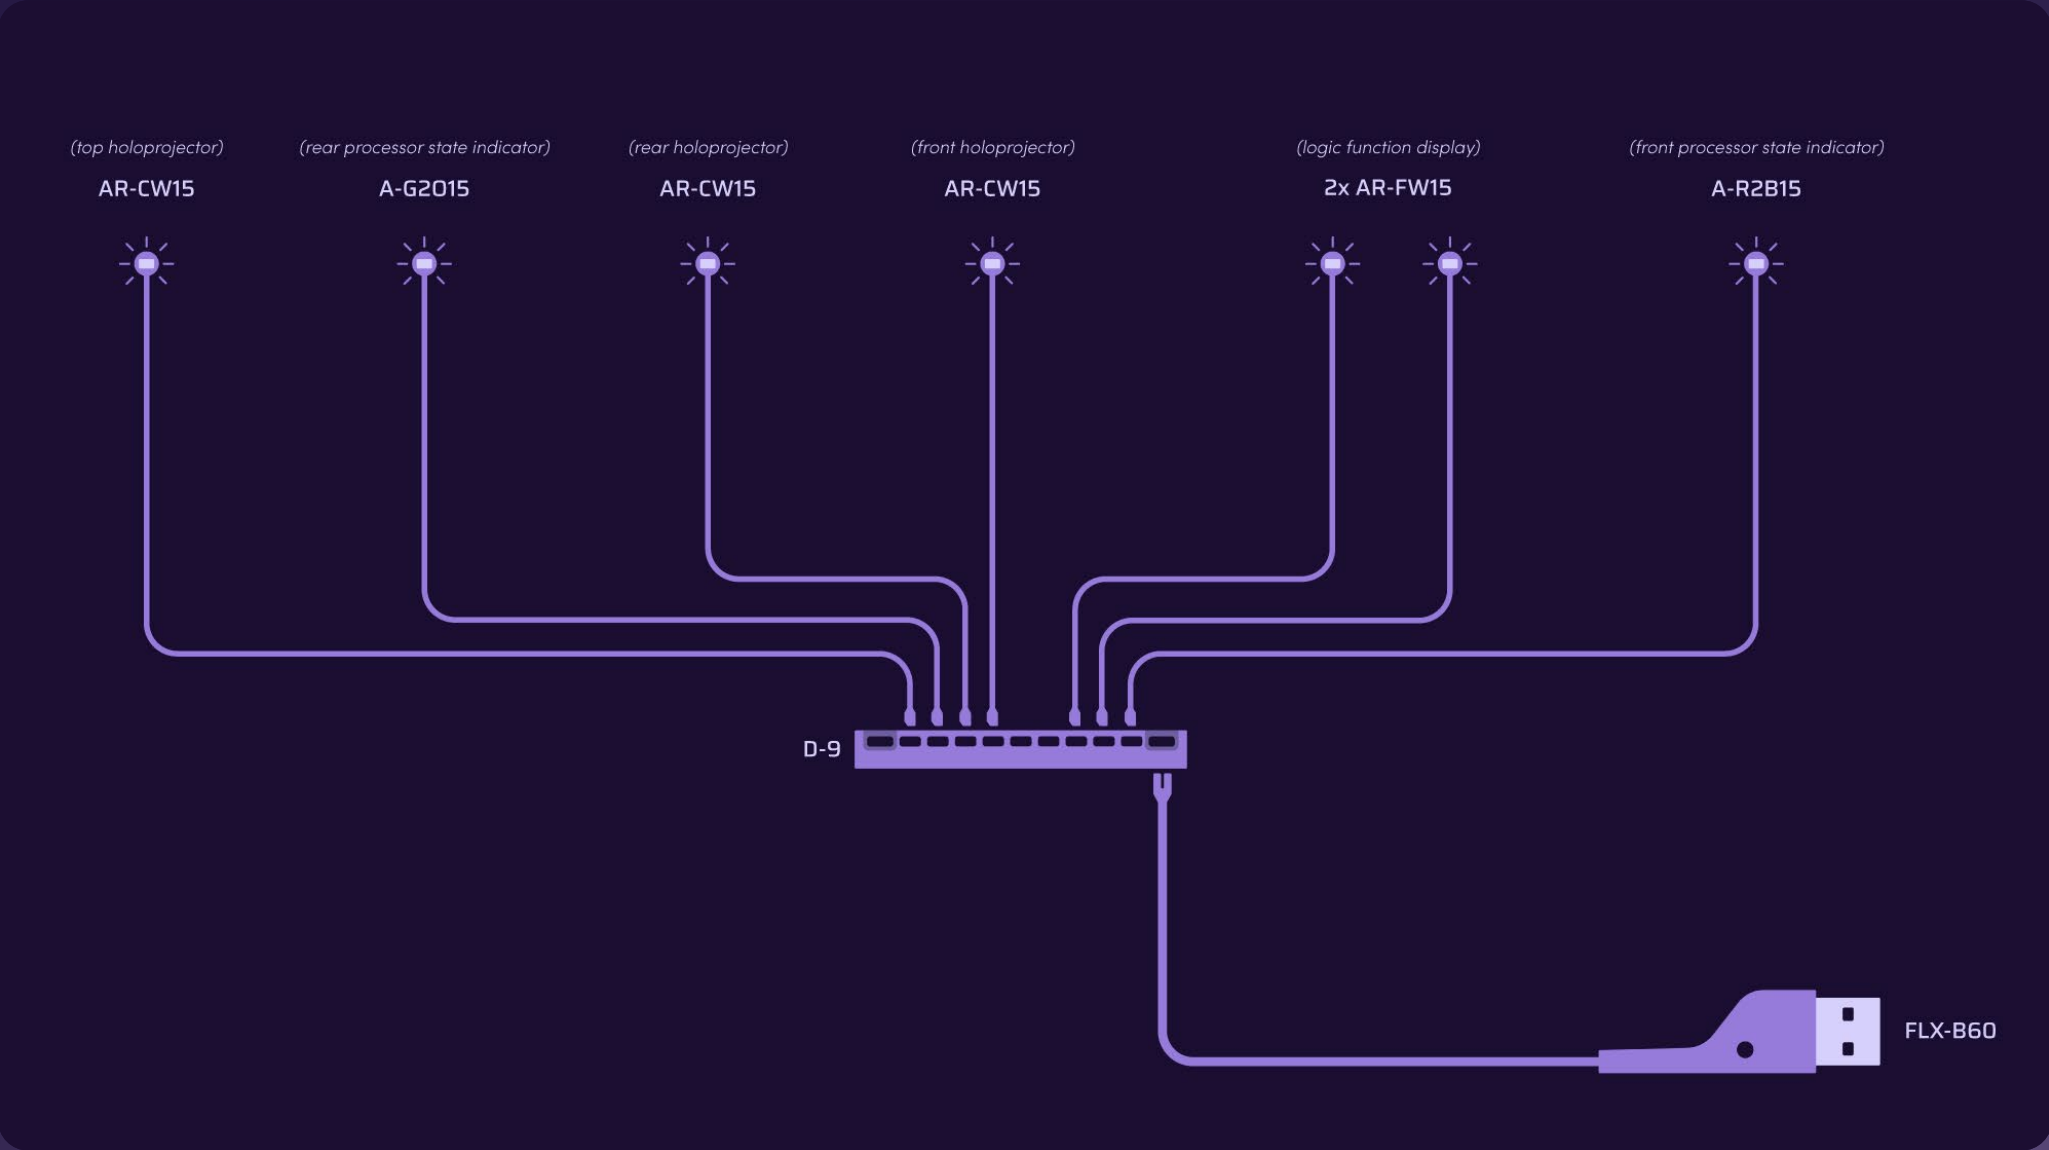 (top holoprojector)
AR-CW15
(rear processor state indicator)
A-G2O15
(rear holoprojector)
AR-CW15
(front holoprojector)
AR-CW15
(logic function display)
2x AR-FW15
(front processor state indicator)
A-R2B15
D-9
FLX-B60